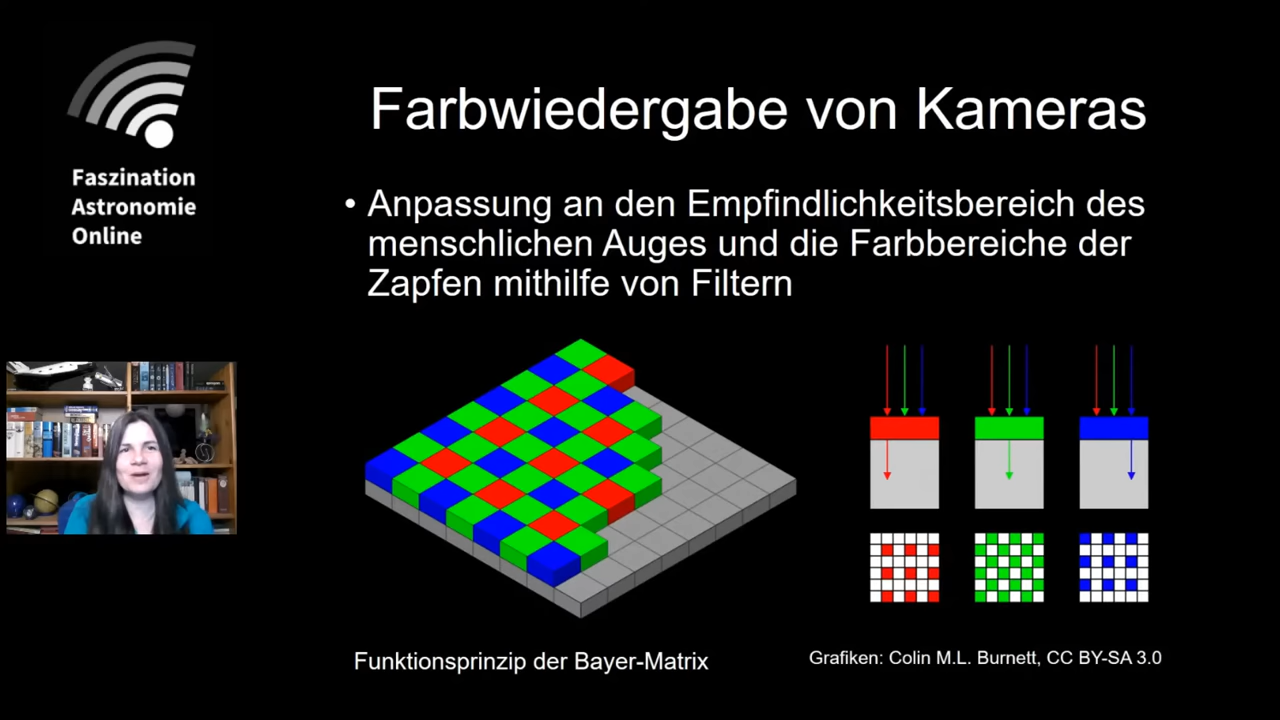 Faszination
Astronomie
Online
Farbwiedergabe von Kameras
• Anpassung an den Empfindlichkeitsbereich des
menschlichen Auges und die Farbbereiche der
Zapfen mithilfe von Filtern
Funktionsprinzip der Bayer-Matrix
Grafiken: Colin M.L. Burnett, CC BY-SA 3.0